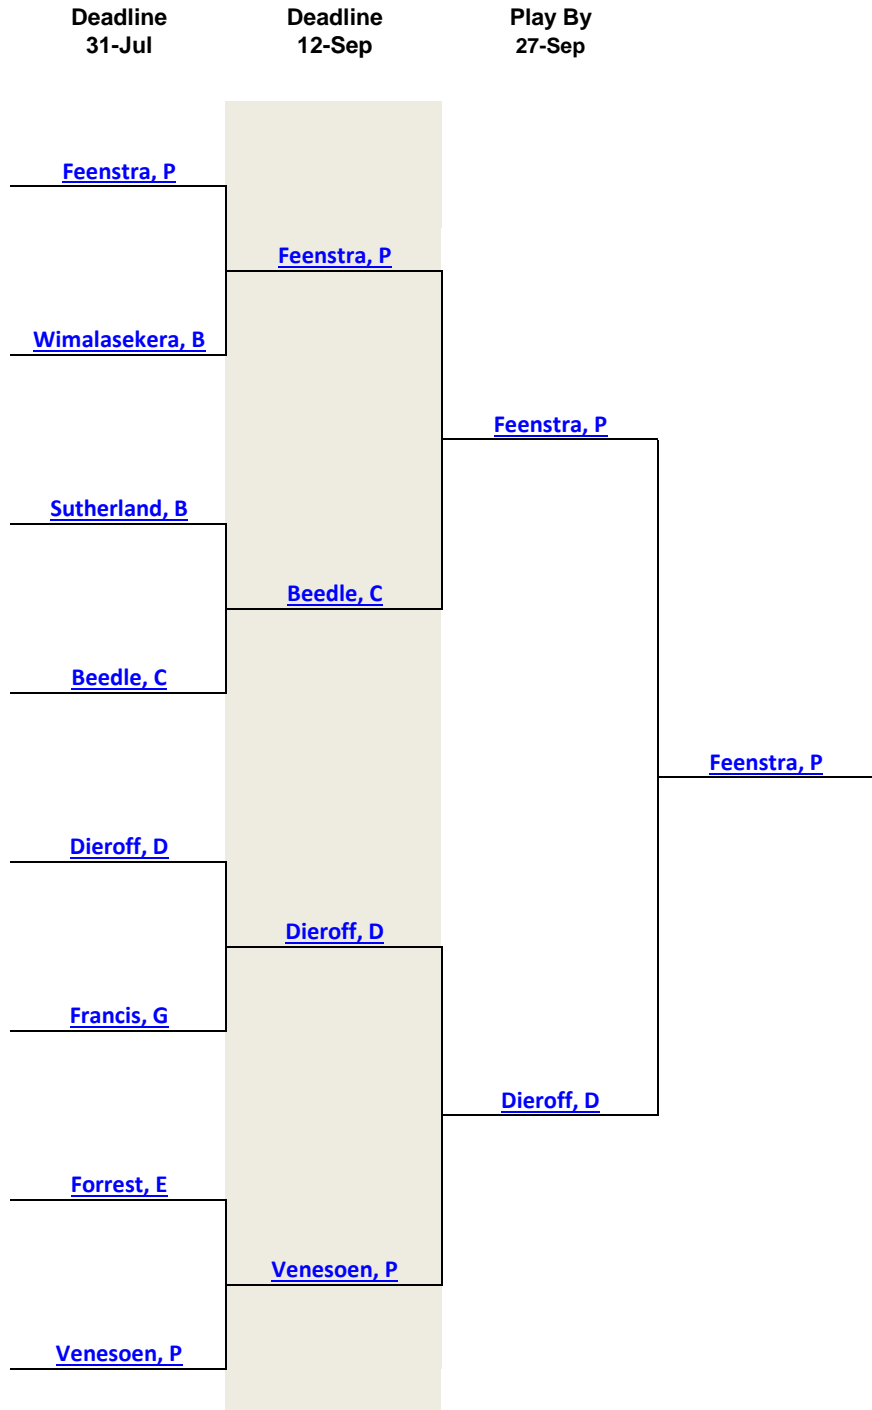 Deadline Deadline Play By
31-Jul 12-Sep 27-Sep
Feenstra, P
Feenstra, P
Wimalasekera, B
Feenstra, P
Sutherland, B
Beedle, C
Beedle, C
Feenstra, P
Dieroff, D
Dieroff, D
Francis, G
Dieroff, D
Forrest, E
Venesoen, P
Venesoen, P